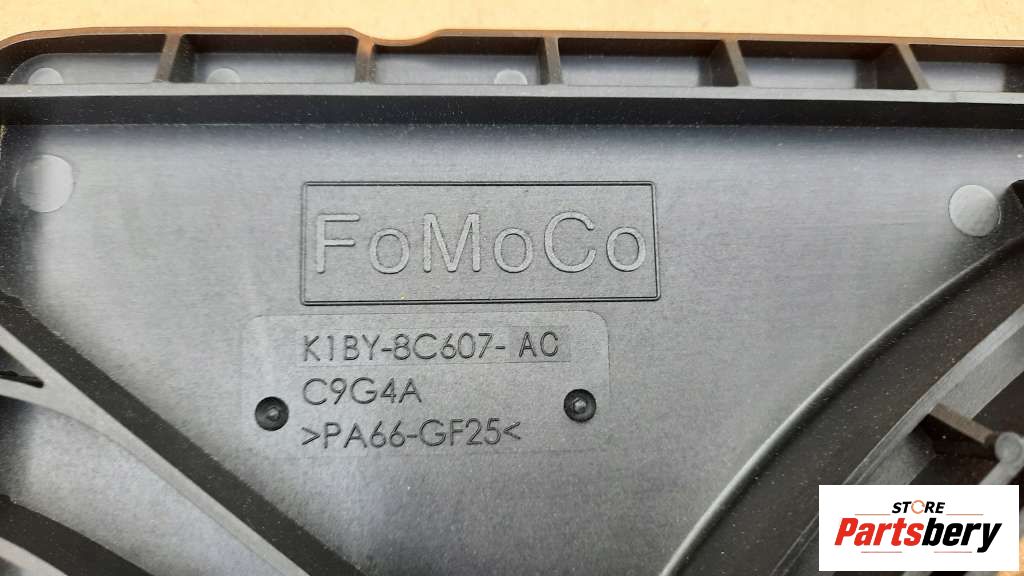 FoMoCo
K1BY-8C607-AC
C9G4A
>PA66-GF25<
STORE
Partsbery